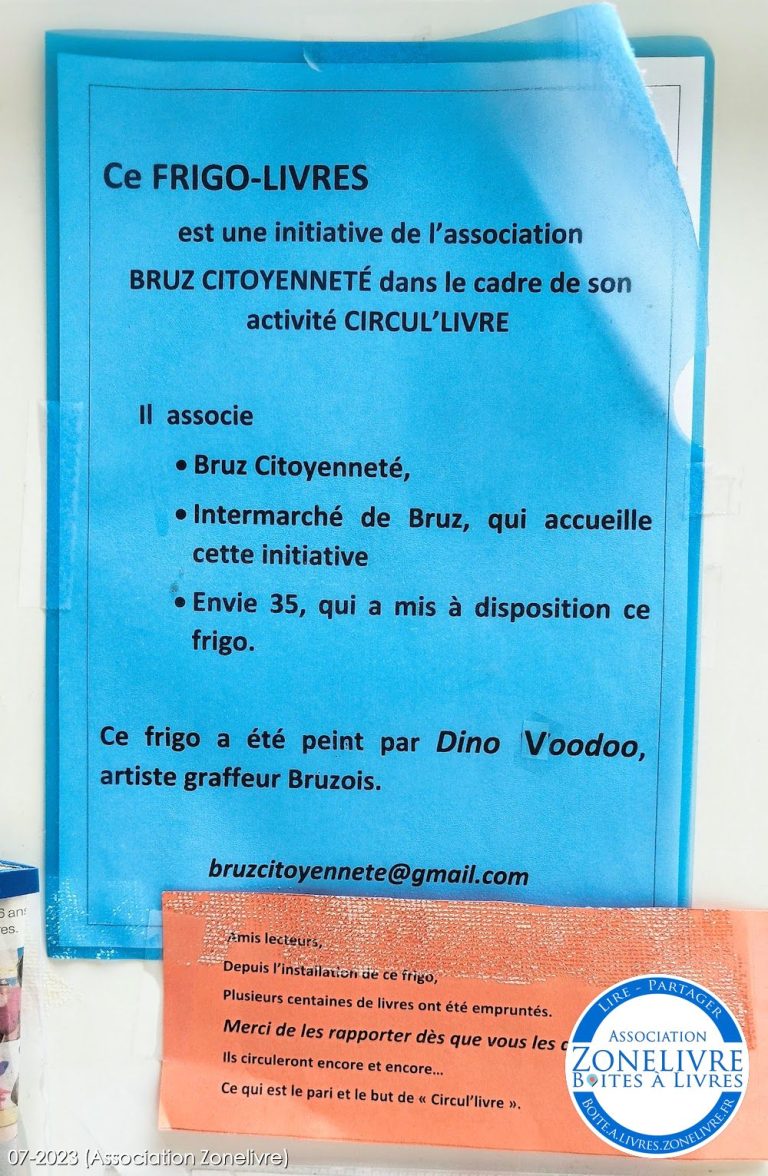 Ce FRIGO-LIVRES
est une initiative de l’association
BRUZ CITOYENNETÉ dans le cadre de son
activité CIRCUL’LIVRE
Il associe
• Bruz Citoyenneté,
• Intermarché de Bruz, qui accueille
cette initiative
• Envie 35, qui a mis à disposition ce
frigo.
Ce frigo a été peint par Dino Voodoo,
artiste graffeur Bruzois.
bruzcitoyennete@gmail.com
6 ans
res.
Amis lecteurs,
Depuis l’installation de ce frigo,
Plusieurs centaines de livres ont été empruntés.
Merci de les rapporter dès que vous les
Ils circuleront encore et encore…
Ce qui est le pari et le but de « Circul’livre ».
LIRE - PARTAGER
ASSOCIATION
ZONELIVRE
BOITES À LIVRES
BOITE.A.LIVRES.ZONELIVRE.FR
07-2023 (Association Zonelivre)